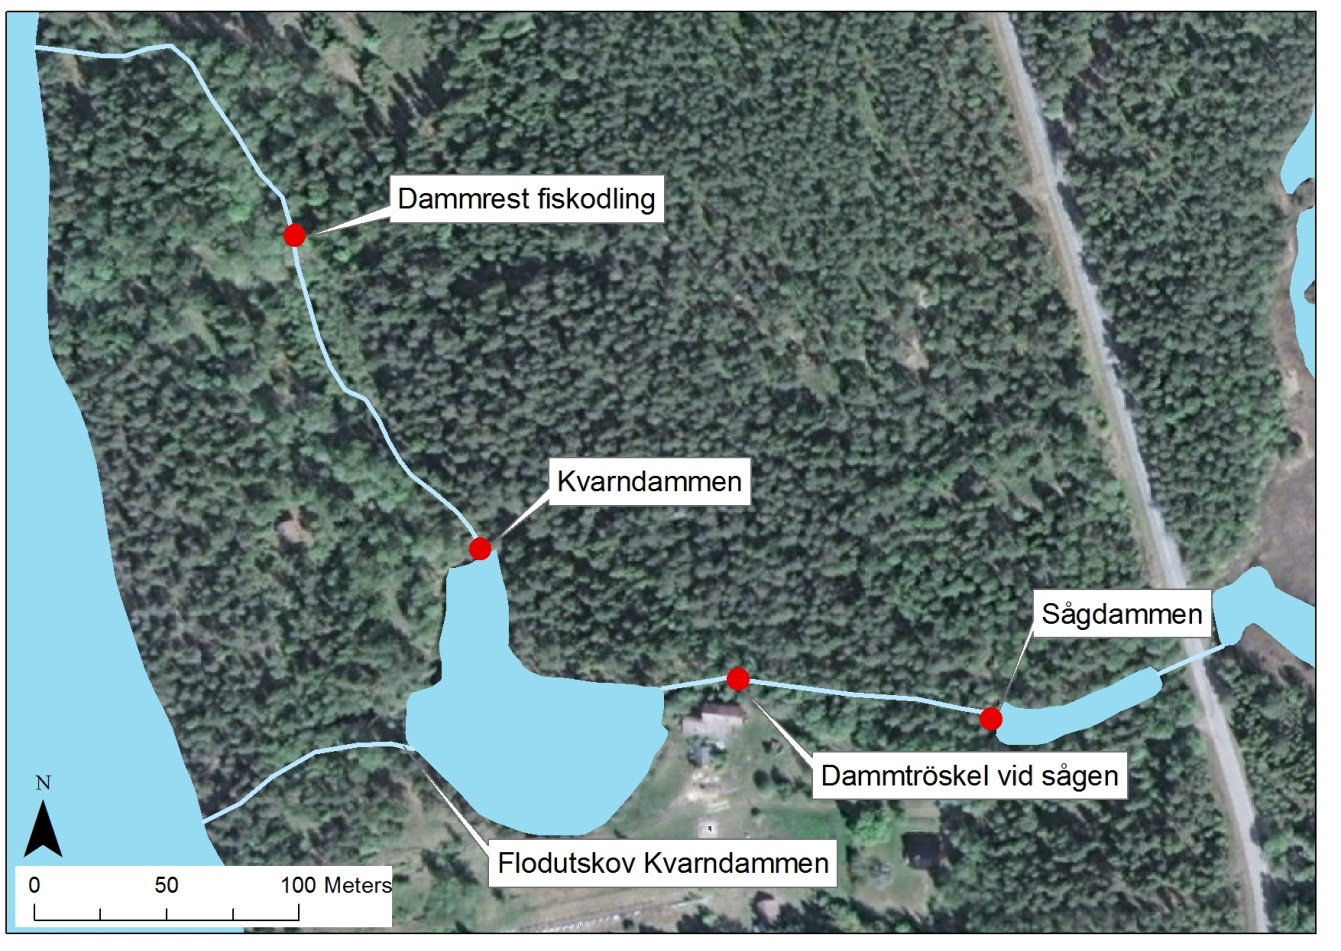 Dammrest fiskodling
Kvarndammen
Sågdammen
Dammtröskel vid sågen
Flodutskov Kvarndammen
N
0 50 100 Meters